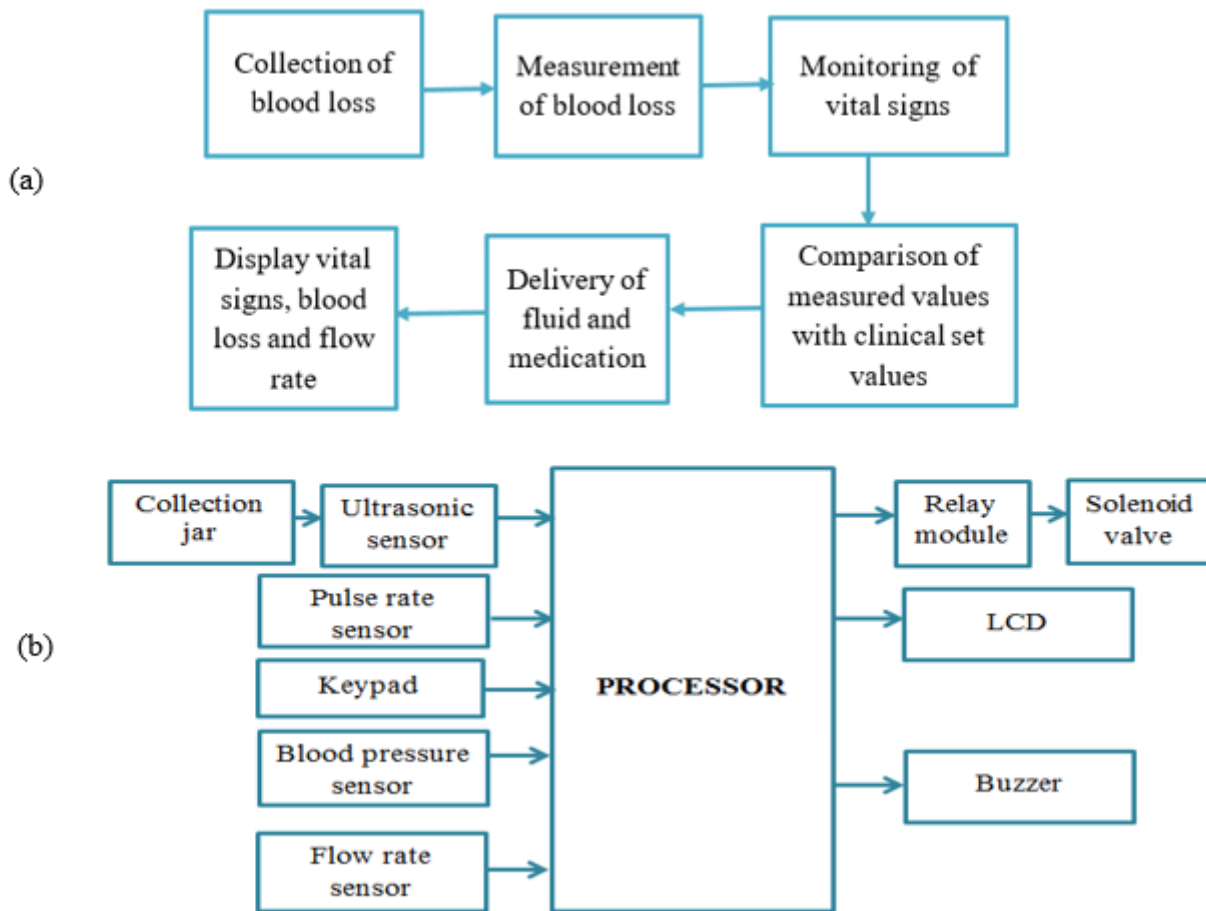 (a)
Collection of
blood loss
Measurement
of blood loss
Monitoring of
vital signs
Comparison of
measured values
with clinical set
values
Delivery of
fluid and
medication
Display vital
signs, blood
loss and flow
rate
(b)
Collection
jar
Ultrasonic
sensor
Pulse rate
sensor
Keypad
Blood pressure
sensor
Flow rate
sensor
PROCESSOR
Relay
module
Solenoid
valve
LCD
Buzzer